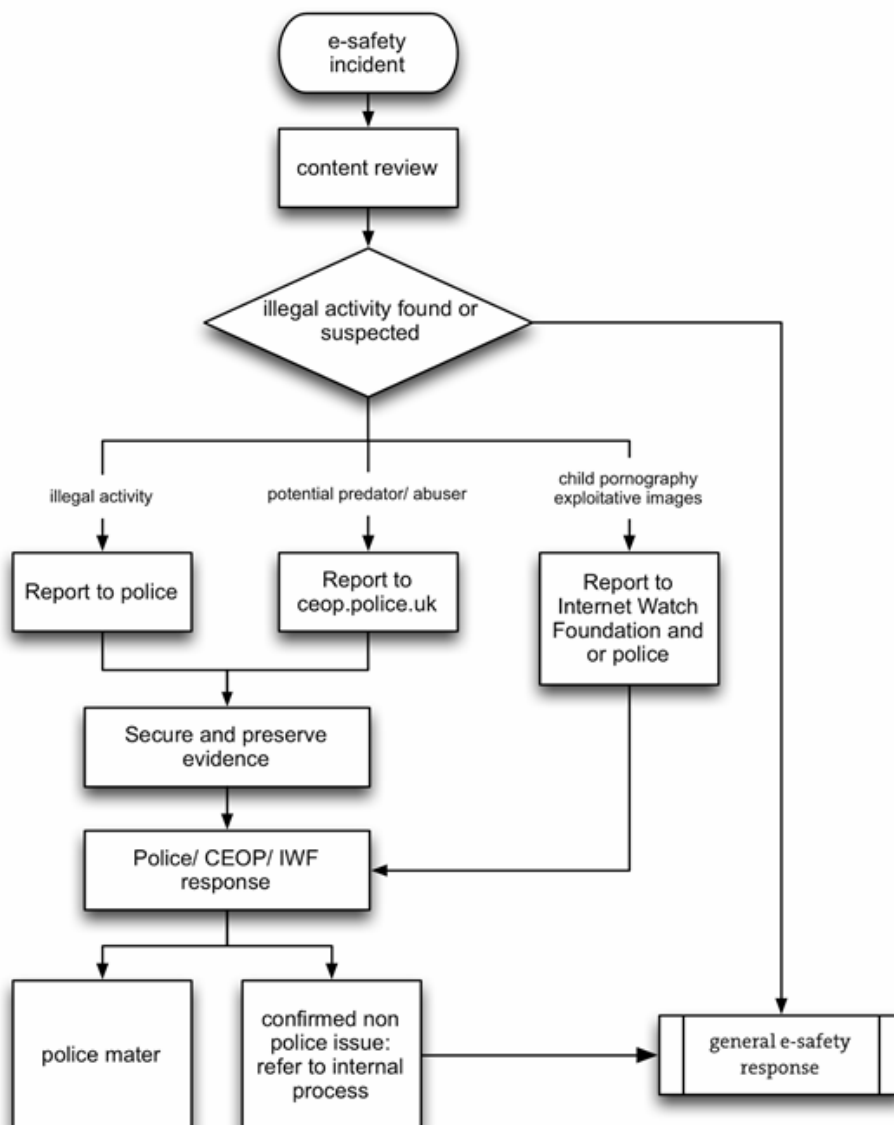 e-safety
incident
content review
illegal activity found or
suspected
illegal activity
potential predator/ abuser
child pornography
exploitative images
Report to police
Report to
ceop.police.uk
Report to
Internet Watch
Foundation and
or police
Secure and preserve
evidence
Police/ CEOP/ IWF
response
police mater
confirmed non
police issue:
refer to internal
process
general e-safety
response